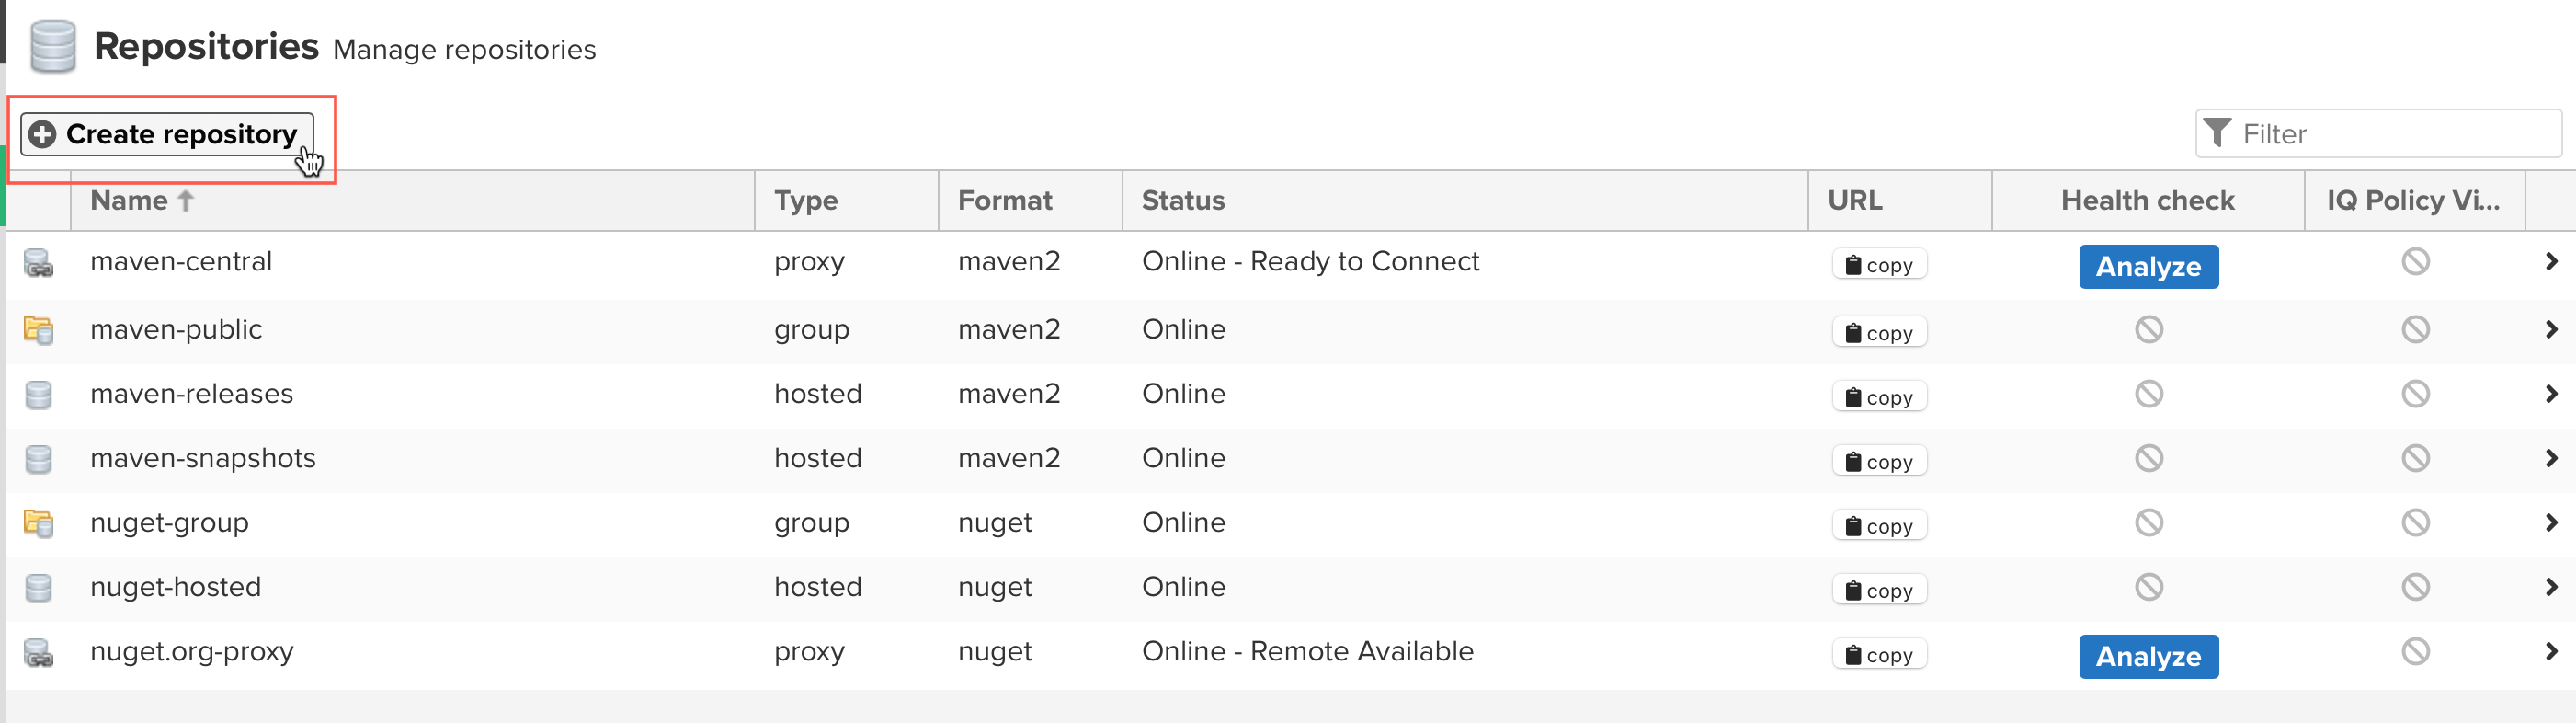 Repositories Manage repositories
Create repository Filter
Name Type Format Status URL Health check IQ Policy Vi...
maven-central proxy maven2 Online - Ready to Connect copy Analyze
maven-public group maven2 Online copy
maven-releases hosted maven2 Online copy
maven-snapshots hosted maven2 Online copy
nuget-group group nuget Online copy
nuget-hosted hosted nuget Online copy
nuget.org-proxy proxy nuget Online - Remote Available copy Analyze